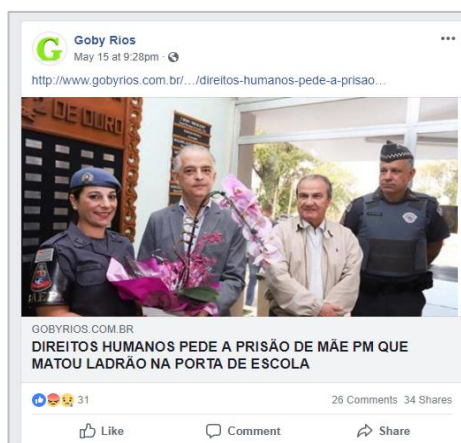 Goby Rios
May 15 at 9:28pm
http://www.gobyrios.com.br/…/direitos-humanos-pede-a-prisao…
DE OURO
GOBYRIOS.COM.BR
DIREITOS HUMANOS PEDE A PRISÃO DE MÃE PM QUE
MATOU LADRÃO NA PORTA DE ESCOLA
31
26 Comments 34 Shares
Like Comment Share